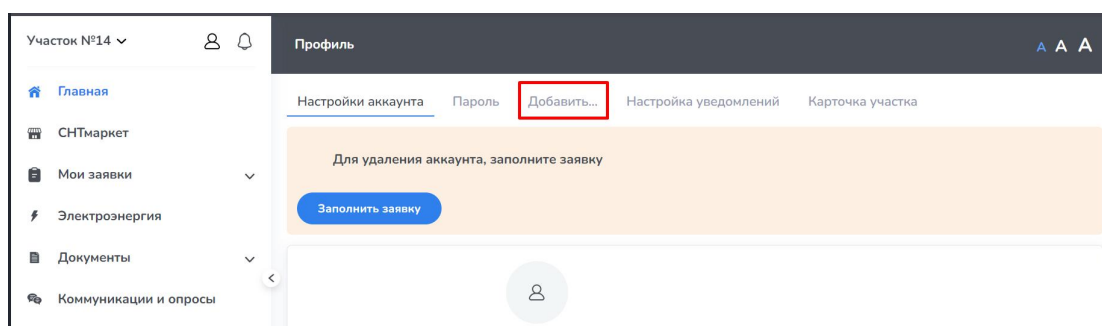 Участок №14
Профиль
А А А
Главная
Настройки аккаунта Пароль Добавить... Настройка уведомлений Карточка участка
СНТмаркет
Для удаления аккаунта, заполните заявку
Мои заявки
Заполнить заявку
Электроэнергия
Документы
Коммуникации и опросы